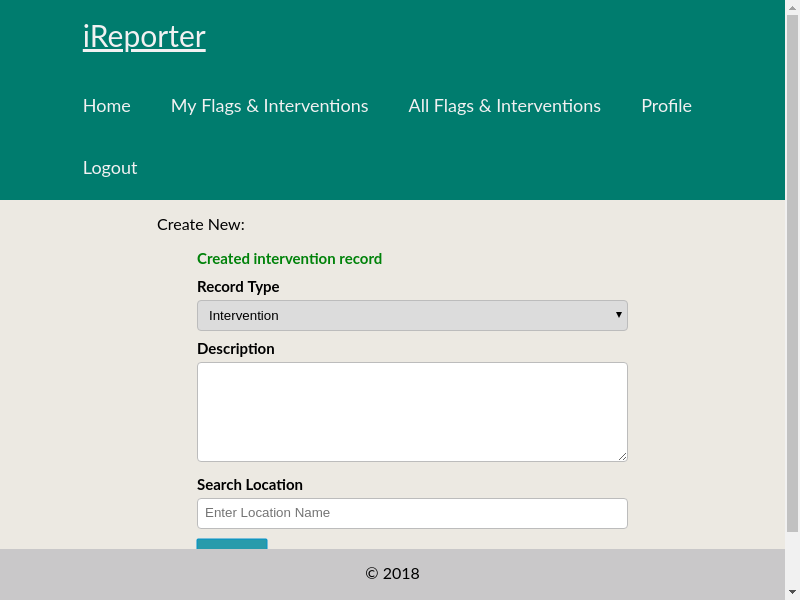 iReporter
Home My Flags & Interventions All Flags & Interventions Profile
Logout
Create New:
Created intervention record
Record Type
Intervention
Description
Search Location
Enter Location Name
© 2018